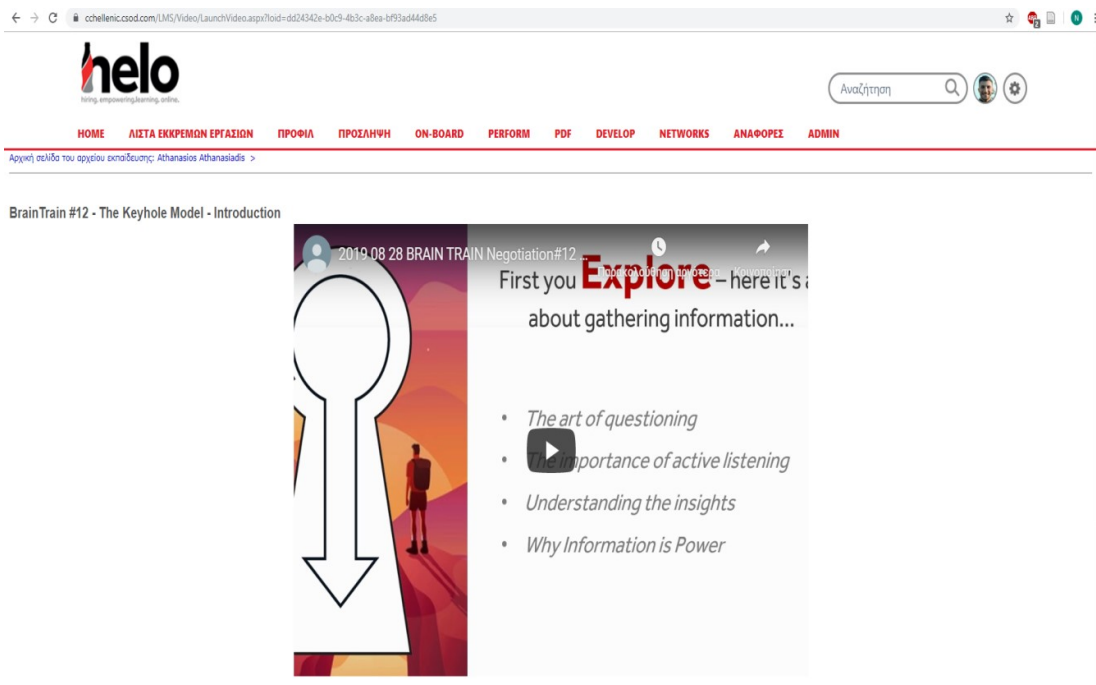 cchellenic.csod.com/LMS/Video/LaunchVideo.aspx?loid=dd24342e-b0c9-4b3c-a8ea-bf93ad44d8e5
helo
hiring. empowering.learning. online.
Αναζήτηση
HOME ΛΙΣΤΑ ΕΚΚΡΕΜΩΝ ΕΡΓΑΣΙΩΝ ΠΡΟΦΙΛ ΠΡΟΣΛΗΨΗ ON-BOARD PERFORM PDF DEVELOP NETWORKS ΑΝΑΦΟΡΕΣ ADMIN
Αρχική σελίδα του αρχείου εκπαίδευσης: Athanasios Athanasiadis >
BrainTrain #12 - The Keyhole Model - Introduction
2019 08 28 BRAIN TRAIN Negotiation#12 ...
Παρακολούθηση αργότερα Κοινοποίηση
First you Explore – here it's a
about gathering information...
• The art of questioning
• The importance of active listening
• Understanding the insights
• Why Information is Power